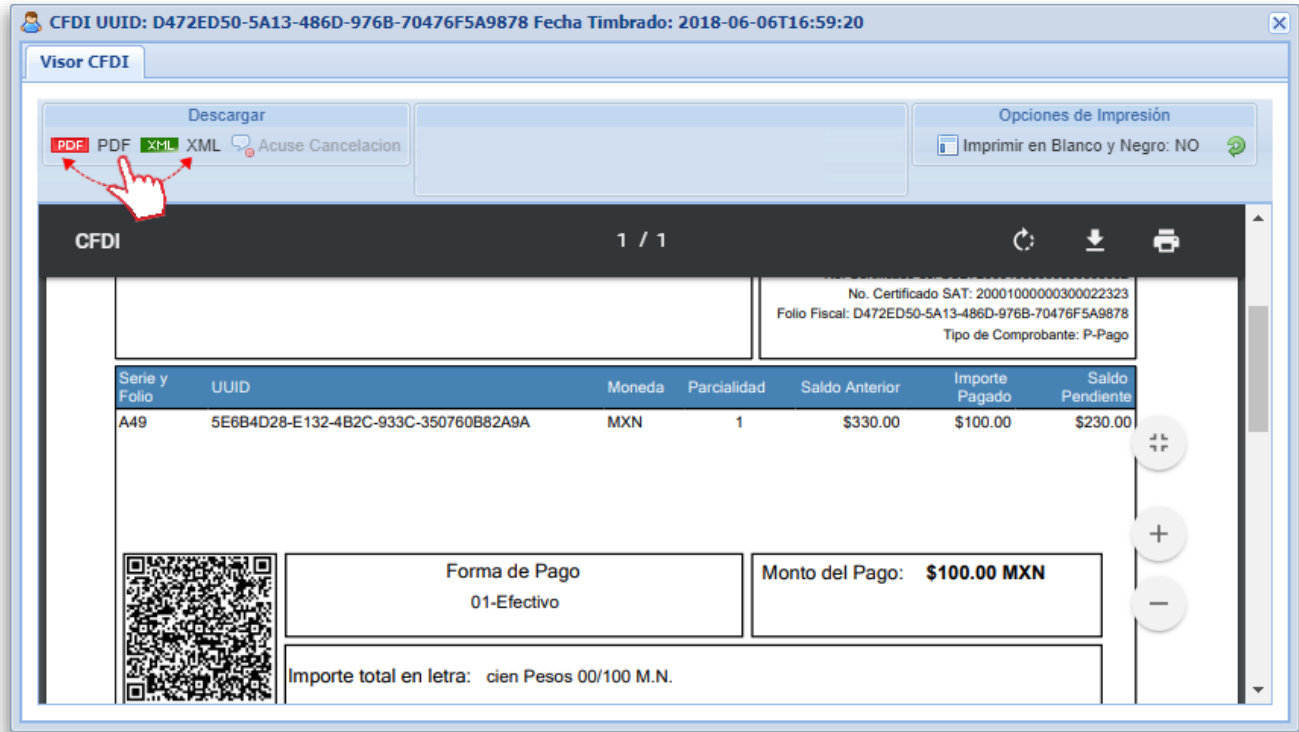 CFDI UUID: D472ED50-5A13-486D-976B-70476F5A9878 Fecha Timbrado: 2018-06-06T16:59:20
Visor CFDI
Descargar
Opciones de Impresión
PDF PDF XML XML Acuse Cancelacion
Imprimir en Blanco y Negro: NO
CFDI
1 / 1
No. Certificado SAT: 20001000000300022323
Folio Fiscal: D472ED50-5A13-486D-976B-70476F5A9878
Tipo de Comprobante: P-Pago
Serie y Folio UUID Moneda Parcialidad Saldo Anterior Importe Pagado Saldo Pendiente
A49 5E6B4D28-E132-4B2C-933C-350760B82A9A MXN 1 $330.00 $100.00 $230.00
Forma de Pago
01-Efectivo
Monto del Pago: $100.00 MXN
Importe total en letra: cien Pesos 00/100 M.N.